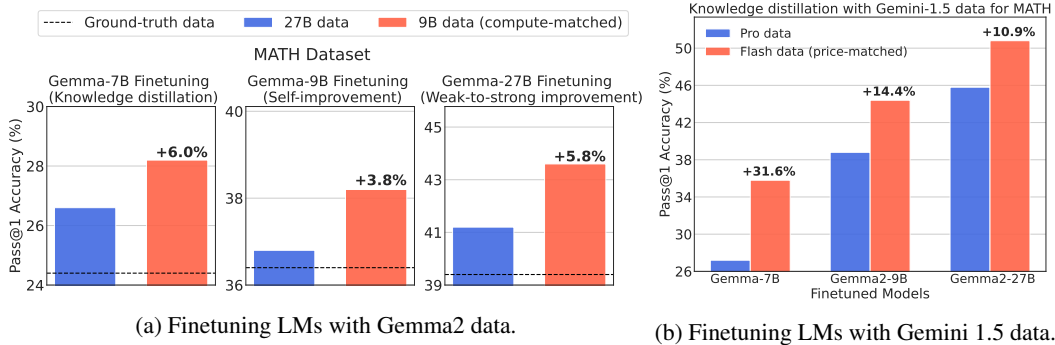 Ground-truth data 27B data 9B data (compute-matched)
MATH Dataset
Gemma-7B Finetuning
(Knowledge distillation)
Pass@1 Accuracy (%)
30
28
26
24
+6.0%
Gemma-9B Finetuning
(Self-improvement)
40
38
36
+3.8%
Gemma-27B Finetuning
(Weak-to-strong improvement)
45
43
41
39
+5.8%
(a) Finetuning LMs with Gemma2 data.
Knowledge distillation with Gemini-1.5 data for MATH
Pro data
Flash data (price-matched)
Pass@1 Accuracy (%)
50
46
42
38
34
30
26
+31.6%
+14.4%
+10.9%
Gemma-7B Gemma2-9B Gemma2-27B
Finetuned Models
(b) Finetuning LMs with Gemini 1.5 data.